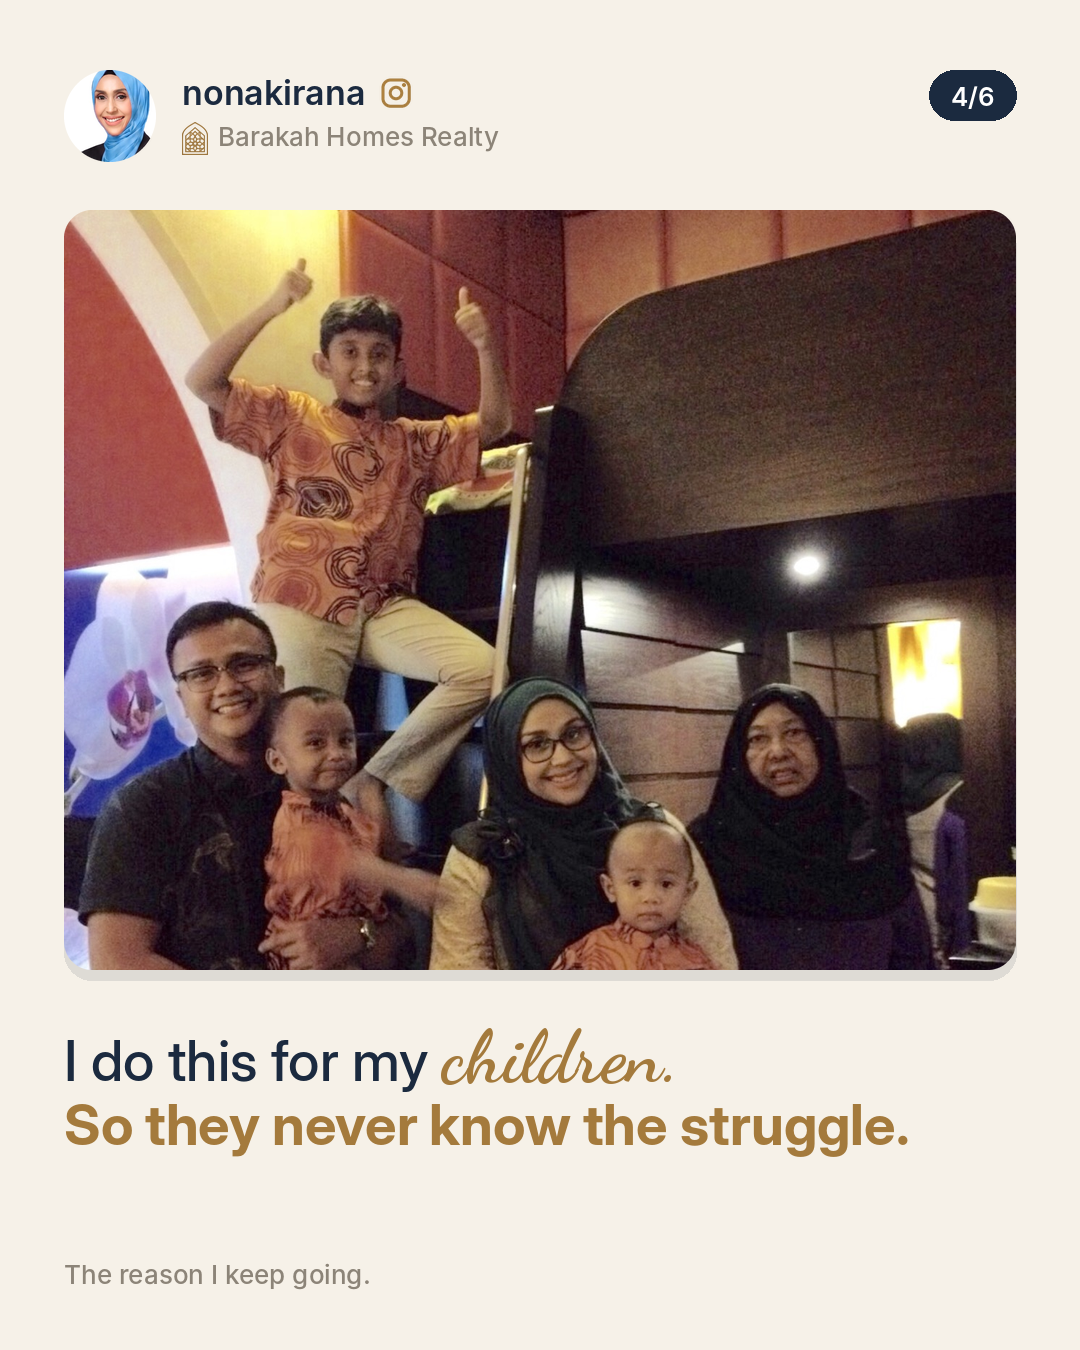 nonakirana
Barakah Homes Realty
4/6
I do this for my children.
So they never know the struggle.
The reason I keep going.